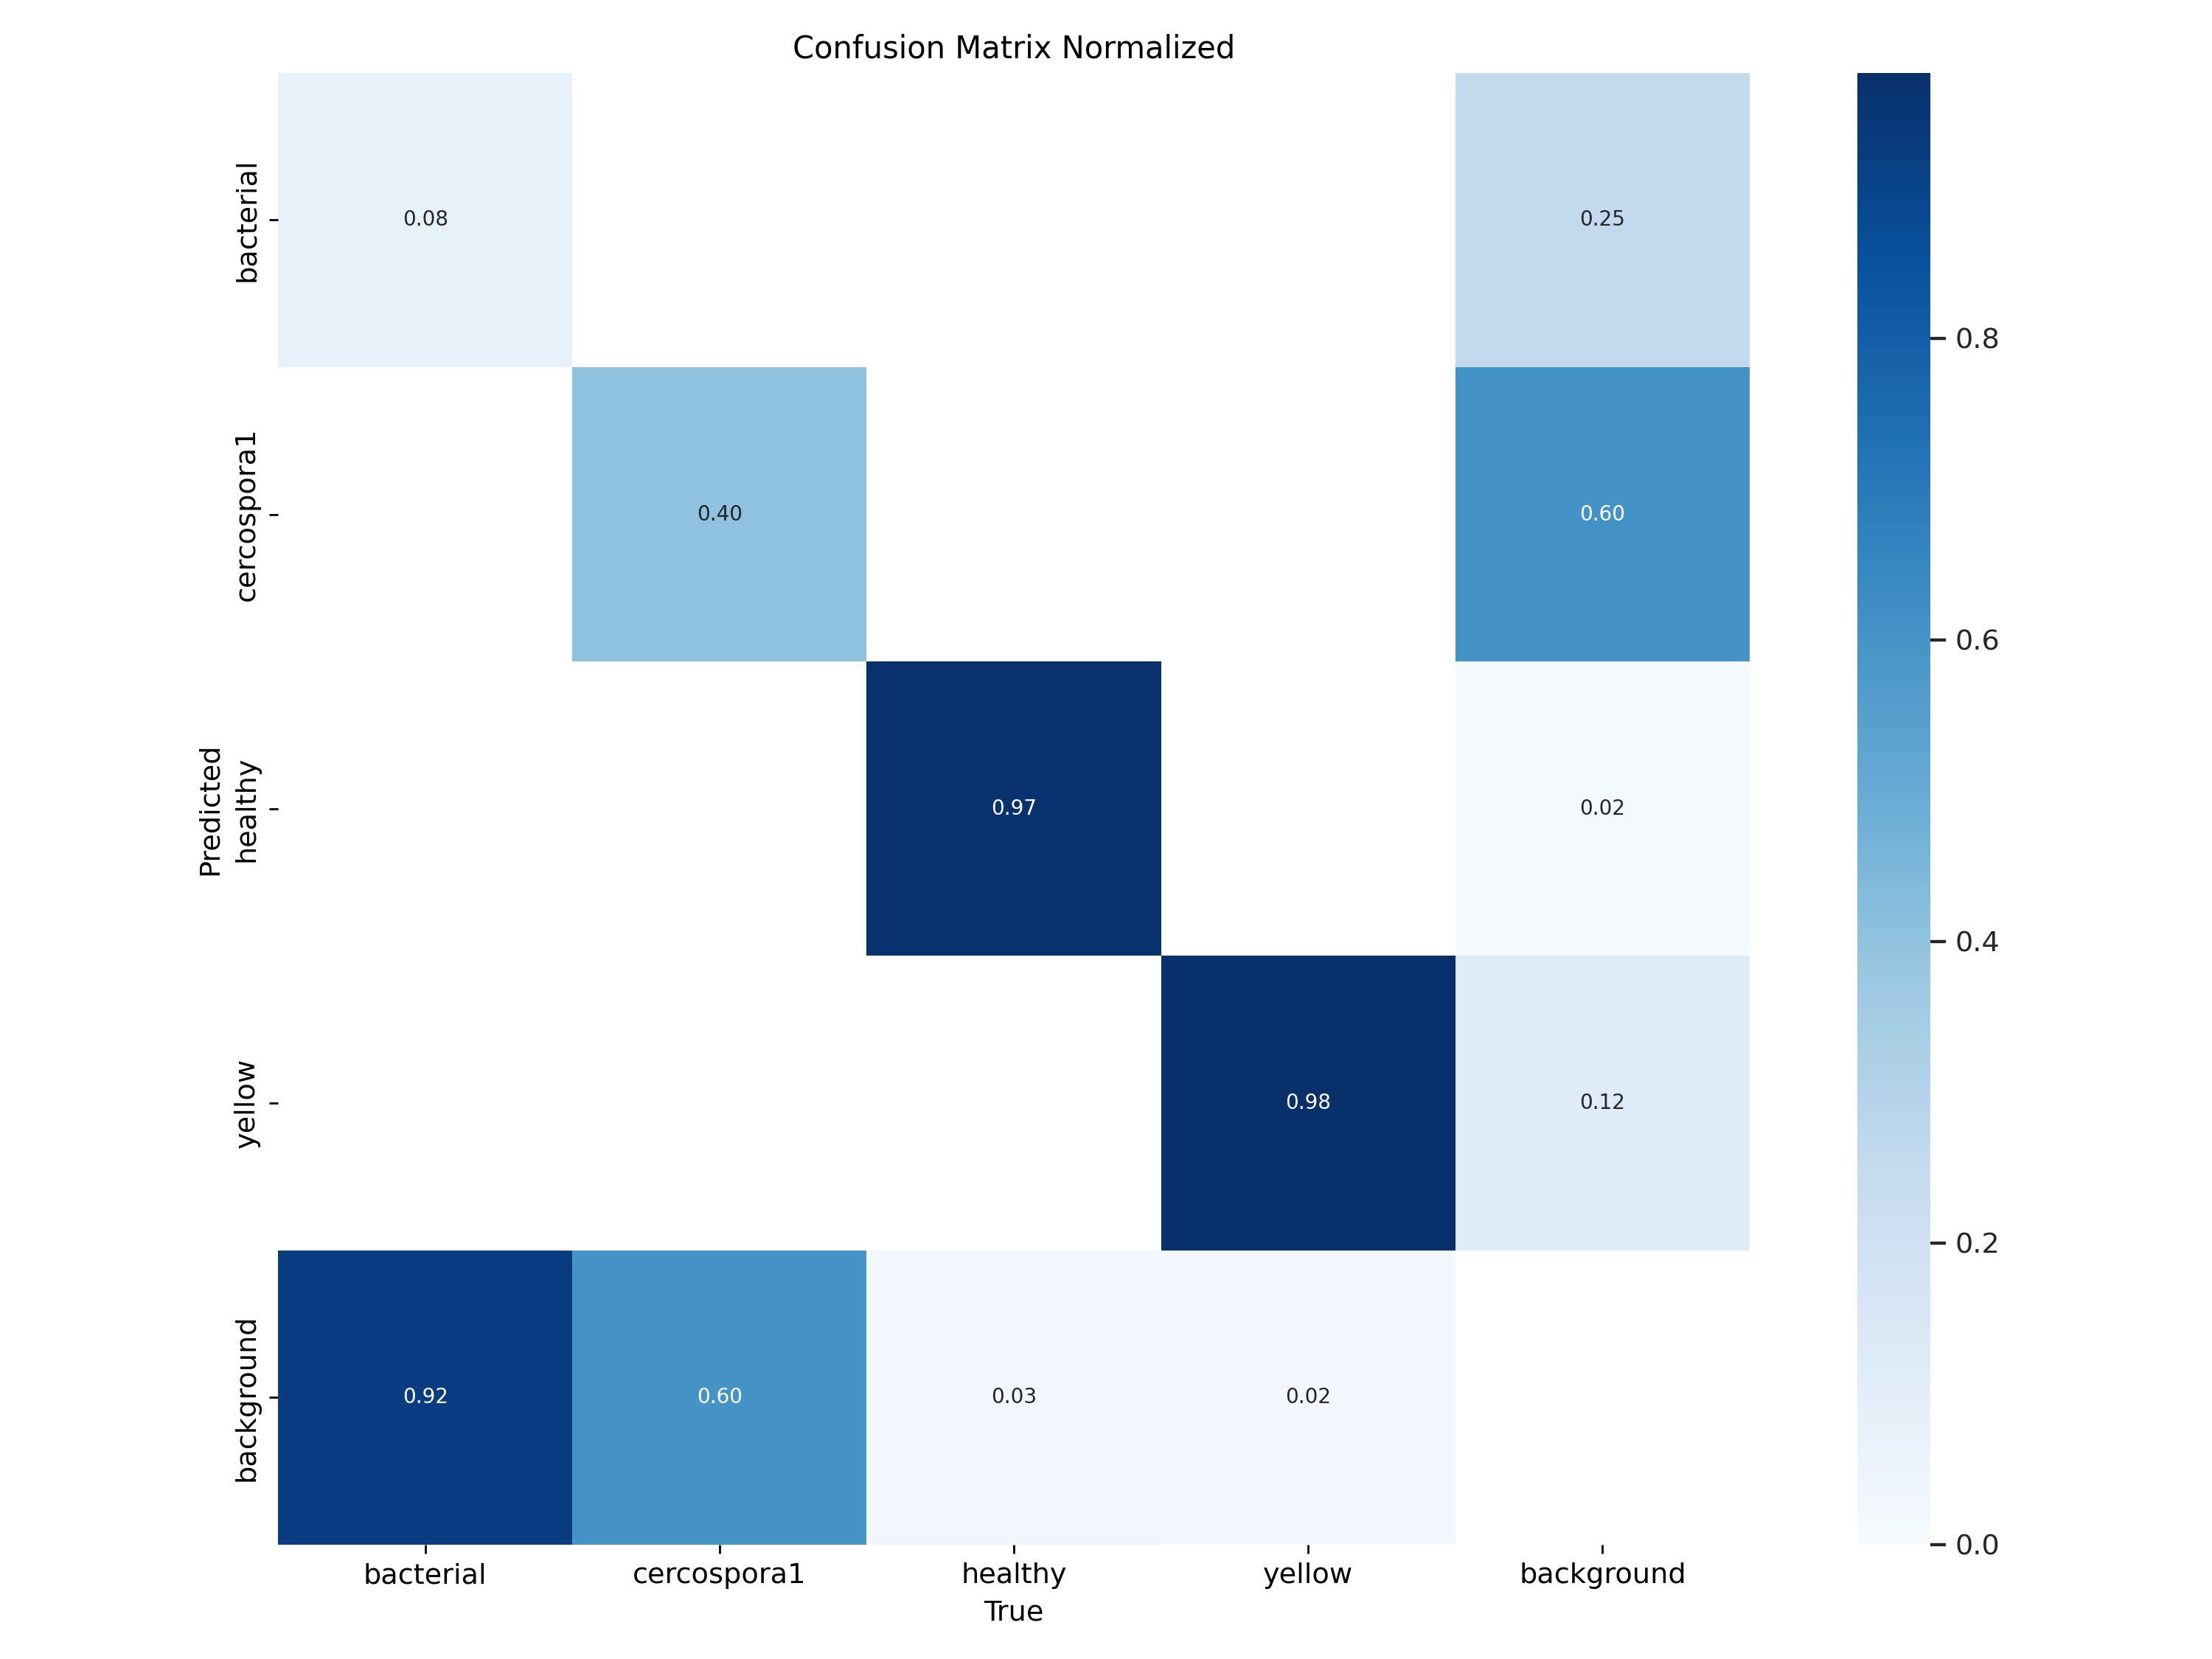 Confusion Matrix Normalized
bacterial
0.08
0.25
0.8
cercospora1
0.40
0.60
0.6
Predicted
healthy
0.97
0.02
0.4
yellow
0.98
0.12
0.2
background
0.92
0.60
0.03
0.02
0.0
bacterial
cercospora1
healthy
yellow
background
True